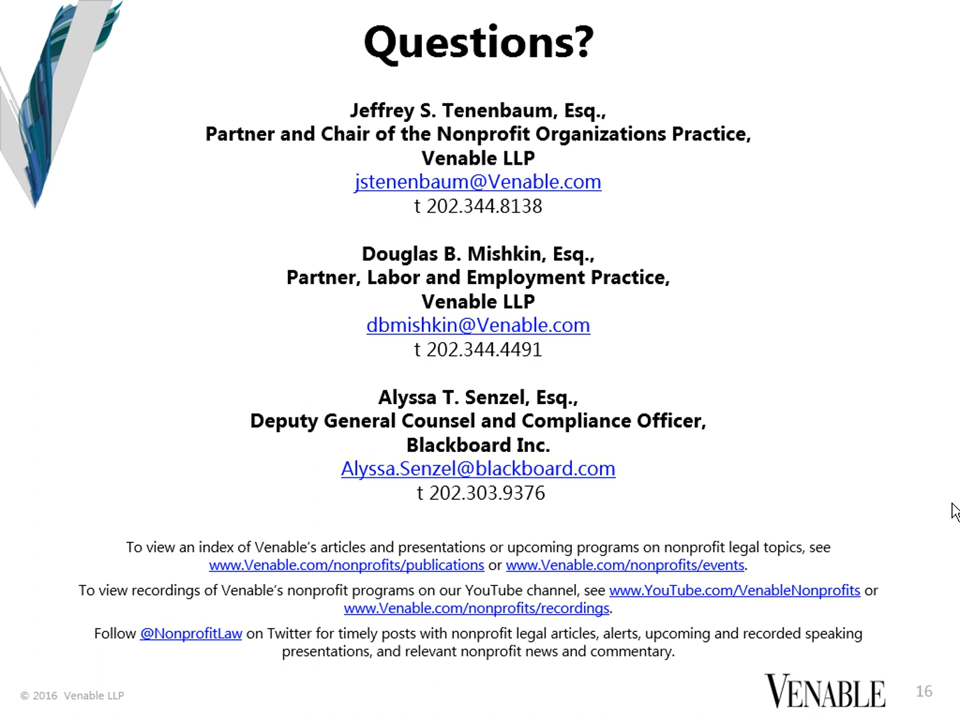 Questions?
Jeffrey S. Tenenbaum, Esq.,
Partner and Chair of the Nonprofit Organizations Practice,
Venable LLP
jstenenbaum@Venable.com
t 202.344.8138
Douglas B. Mishkin, Esq.,
Partner, Labor and Employment Practice,
Venable LLP
dbmishkin@Venable.com
t 202.344.4491
Alyssa T. Senzel, Esq.,
Deputy General Counsel and Compliance Officer,
Blackboard Inc.
Alyssa.Senzel@blackboard.com
t 202.303.9376
To view an index of Venable’s articles and presentations or upcoming programs on nonprofit legal topics, see
www.Venable.com/nonprofits/publications or www.Venable.com/nonprofits/events.
To view recordings of Venable’s nonprofit programs on our YouTube channel, see www.YouTube.com/VenableNonprofits or
www.Venable.com/nonprofits/recordings.
Follow @NonprofitLaw on Twitter for timely posts with nonprofit legal articles, alerts, upcoming and recorded speaking
presentations, and relevant nonprofit news and commentary.
© 2016 Venable LLP
VENABLE
16